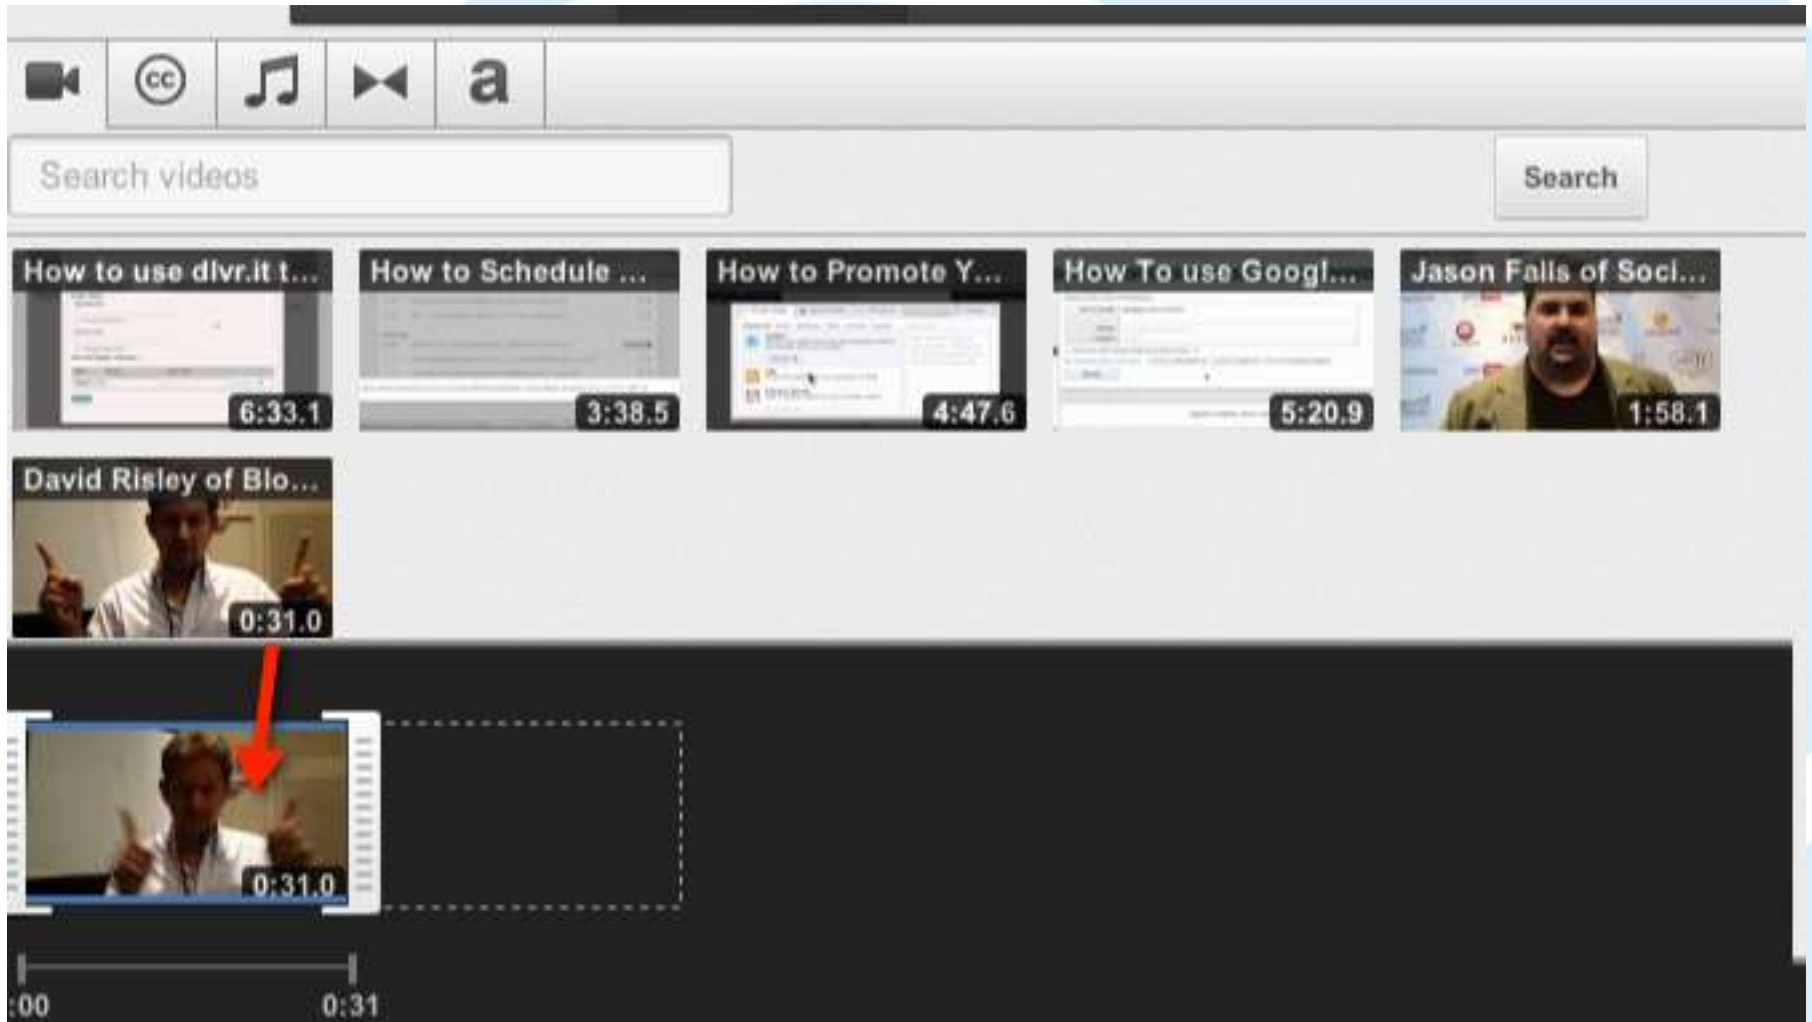 cc
a
Search videos
Search
How to use dlvr.it t...
How to Schedule ...
How to Promote Y...
How To use Googl...
Jason Falls of Soci...
6:33.1
3:38.5
4:47.6
5:20.9
1:58.1
David Risley of Blo...
0:31.0
0:31.0
:00
0:31